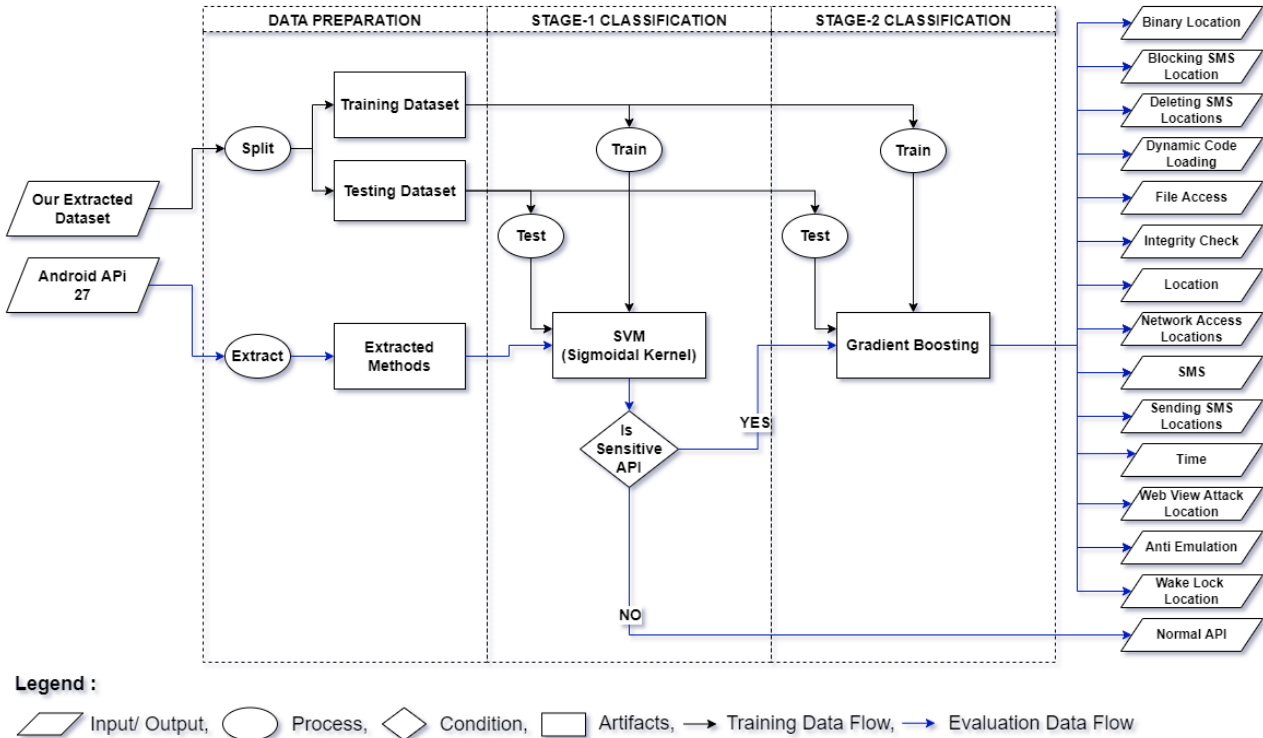 DATA PREPARATION
STAGE-1 CLASSIFICATION
STAGE-2 CLASSIFICATION
Our Extracted
Dataset
Android APi
27
Split
Extract
Training Dataset
Testing Dataset
Extracted
Methods
Train
Test
SVM
(Sigmoidal Kernel)
Is
Sensitive
API
YES
NO
Train
Test
Gradient Boosting
Binary Location
Blocking SMS
Location
Deleting SMS
Locations
Dynamic Code
Loading
File Access
Integrity Check
Location
Network Access
Locations
SMS
Sending SMS
Locations
Time
Web View Attack
Location
Anti Emulation
Wake Lock
Location
Normal API
Legend :
Input/ Output, Process, Condition, Artifacts, Training Data Flow, Evaluation Data Flow